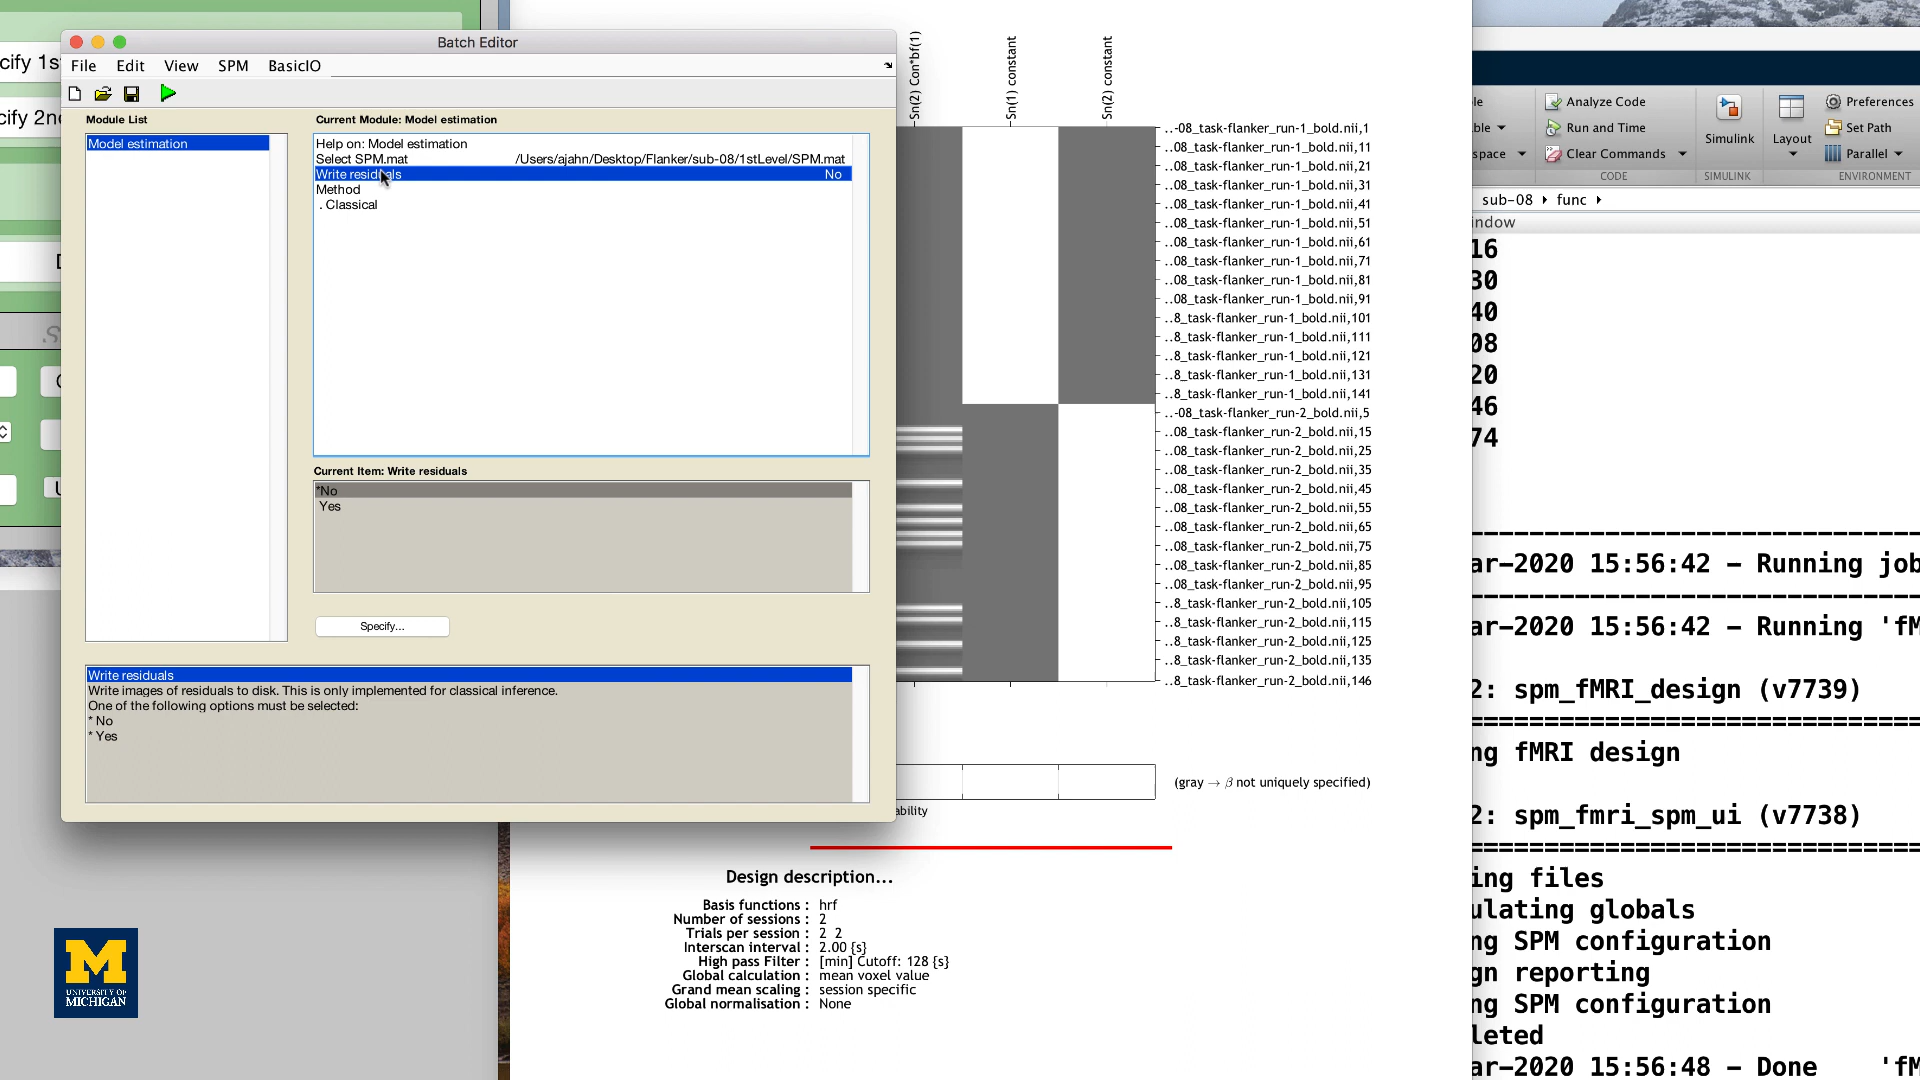 Batch Editor
File Edit View SPM BasicIO
Module List
Model estimation
Current Module: Model estimation
Help on: Model estimation
Select SPM.mat /Users/ajahn/Desktop/Flanker/sub-08/1stLevel/SPM.mat
Write residuals No
Method
. Classical
Current Item: Write residuals
*No
Yes
Specify...
Write residuals
Write images of residuals to disk. This is only implemented for classical inference.
One of the following options must be selected:
* No
* Yes
cify 1s
cify 2n
Sn(2) Con*bf(1)
Sn(1) constant
Sn(2) constant
..-08_task-flanker_run-1_bold.nii,1
..08_task-flanker_run-1_bold.nii,11
..08_task-flanker_run-1_bold.nii,21
..08_task-flanker_run-1_bold.nii,31
..08_task-flanker_run-1_bold.nii,41
..08_task-flanker_run-1_bold.nii,51
..08_task-flanker_run-1_bold.nii,61
..08_task-flanker_run-1_bold.nii,71
..08_task-flanker_run-1_bold.nii,81
..08_task-flanker_run-1_bold.nii,91
..8_task-flanker_run-1_bold.nii,101
..8_task-flanker_run-1_bold.nii,111
..8_task-flanker_run-1_bold.nii,121
..8_task-flanker_run-1_bold.nii,131
..8_task-flanker_run-1_bold.nii,141
..-08_task-flanker_run-2_bold.nii,5
..08_task-flanker_run-2_bold.nii,15
..08_task-flanker_run-2_bold.nii,25
..08_task-flanker_run-2_bold.nii,35
..08_task-flanker_run-2_bold.nii,45
..08_task-flanker_run-2_bold.nii,55
..08_task-flanker_run-2_bold.nii,65
..08_task-flanker_run-2_bold.nii,75
..08_task-flanker_run-2_bold.nii,85
..08_task-flanker_run-2_bold.nii,95
..8_task-flanker_run-2_bold.nii,105
..8_task-flanker_run-2_bold.nii,115
..8_task-flanker_run-2_bold.nii,125
..8_task-flanker_run-2_bold.nii,135
..8_task-flanker_run-2_bold.nii,146
(gray → β not uniquely specified)
ability
Design description...
Basis functions : hrf
Number of sessions : 2
Trials per session : 2 2
Interscan interval : 2.00 {s}
High pass Filter : [min] Cutoff: 128 {s}
Global calculation : mean voxel value
Grand mean scaling : session specific
Global normalisation : None
M
UNIVERSITY OF
MICHIGAN
le Analyze Code Preferences
ble Run and Time Simulink Layout Set Path
space Clear Commands Parallel
CODE SIMULINK ENVIRONMENT
sub-08 func
indow
16
30
40
08
20
46
74
ar-2020 15:56:42 - Running job
ar-2020 15:56:42 - Running 'fM
2: spm_fMRI_design (v7739)
ng fMRI design
2: spm_fmri_spm_ui (v7738)
ing files
ulating globals
ng SPM configuration
gn reporting
ng SPM configuration
leted
ar-2020 15:56:48 - Done 'fM